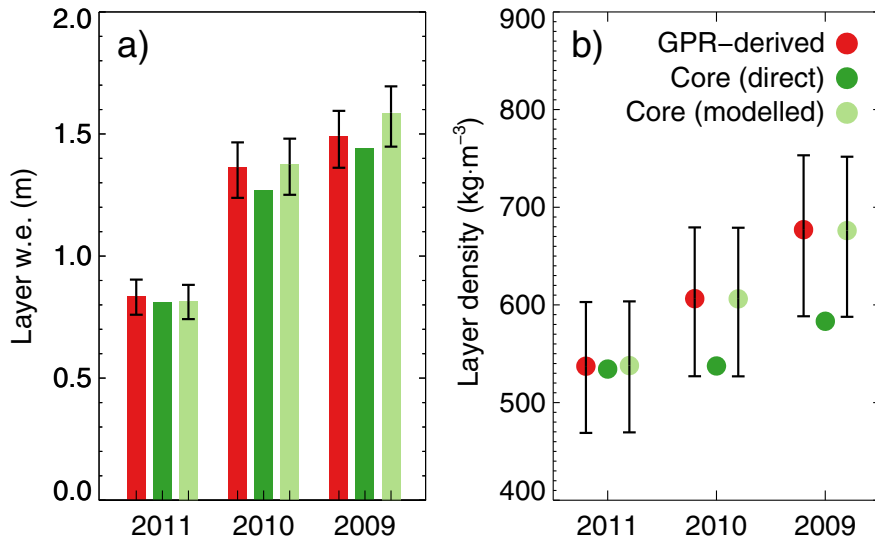 a)
Layer w.e. (m)
2.0
1.5
1.0
0.5
0.0
2011 2010 2009
b)
GPR−derived
Core (direct)
Core (modelled)
Layer density (kg·m−3)
900
800
700
600
500
400
2011 2010 2009